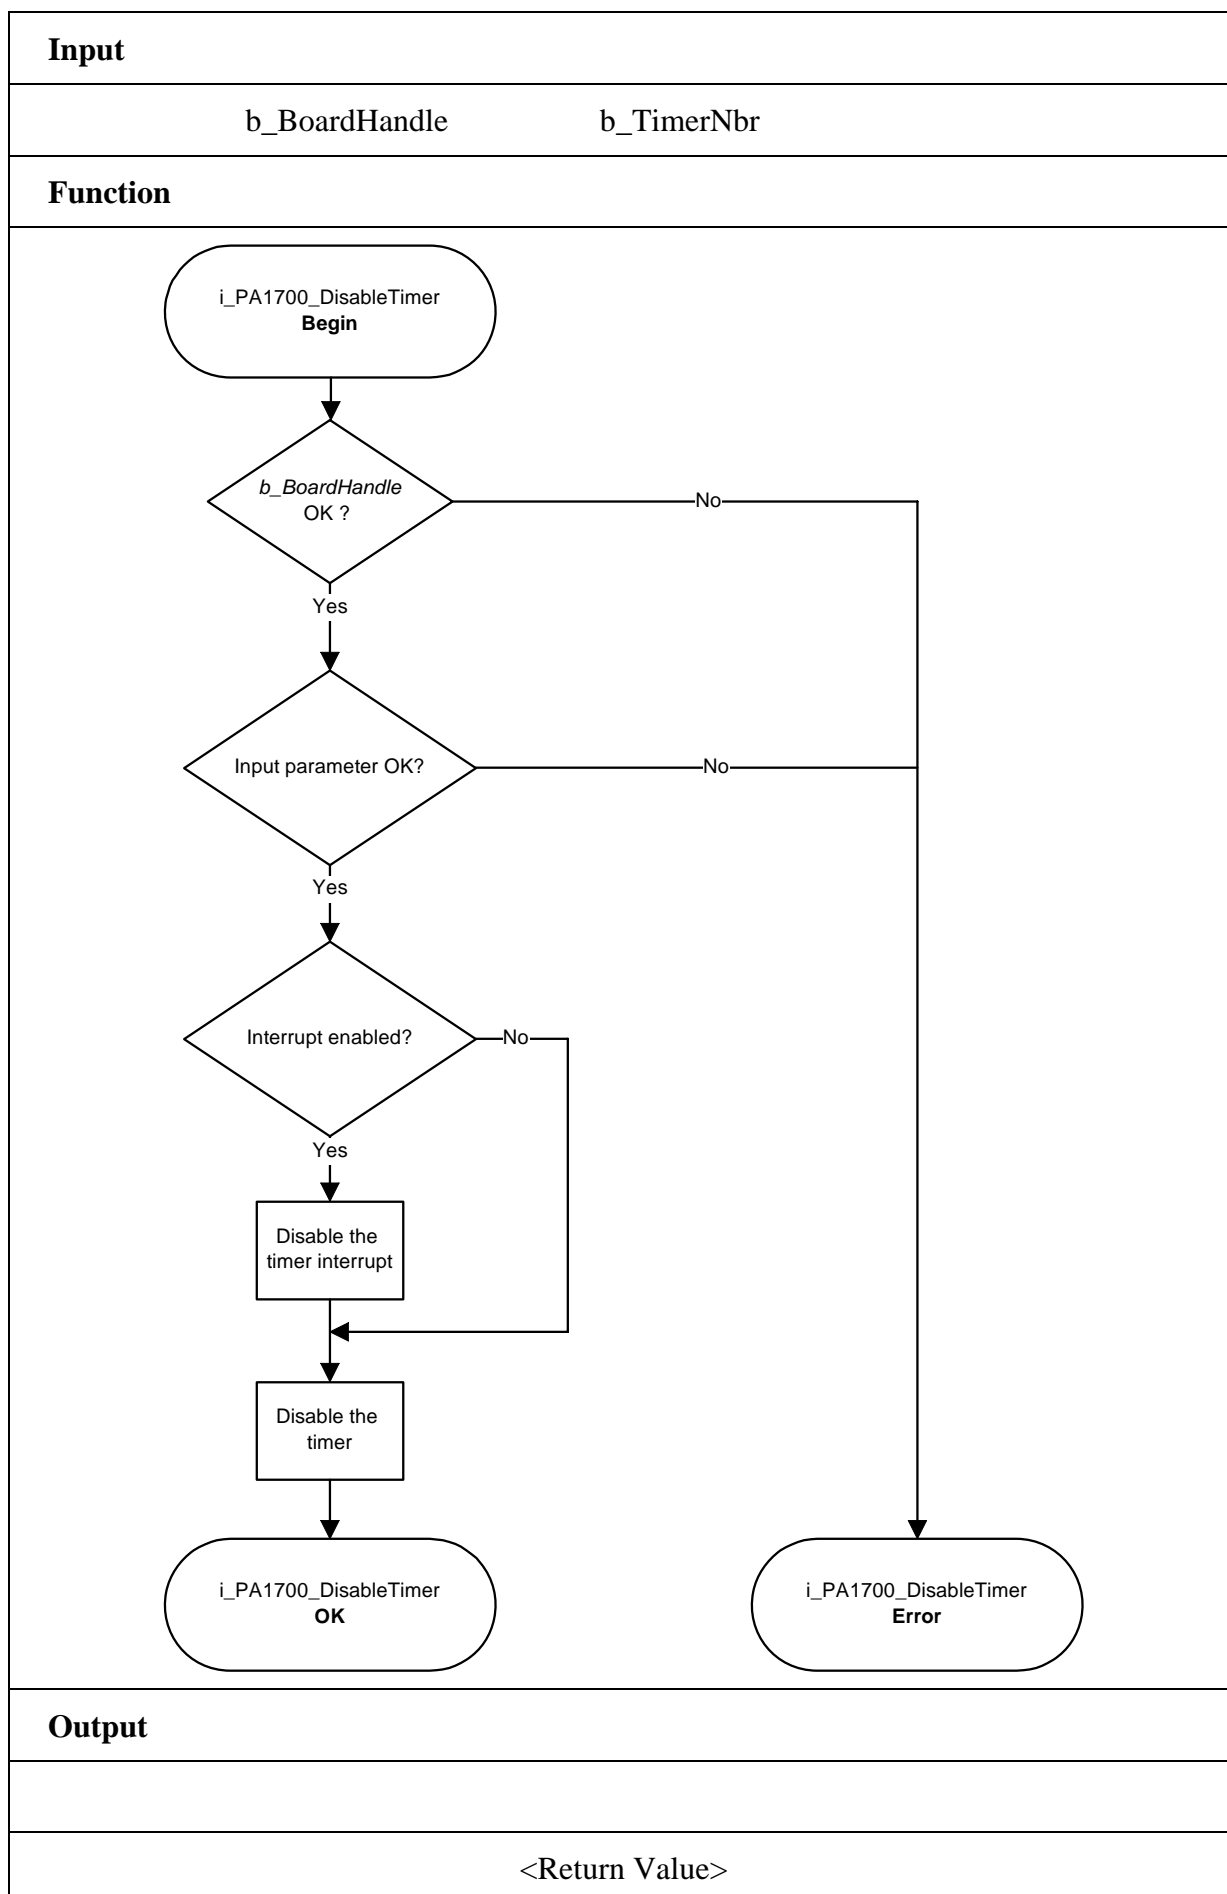 Input
b_BoardHandle b_TimerNbr
Function
i_PA1700_DisableTimer
Begin
b_BoardHandle
OK ?
No
Yes
Input parameter OK?
No
Yes
Interrupt enabled?
No
Yes
Disable the
timer interrupt
Disable the
timer
i_PA1700_DisableTimer
OK
i_PA1700_DisableTimer
Error
Output
<Return Value>